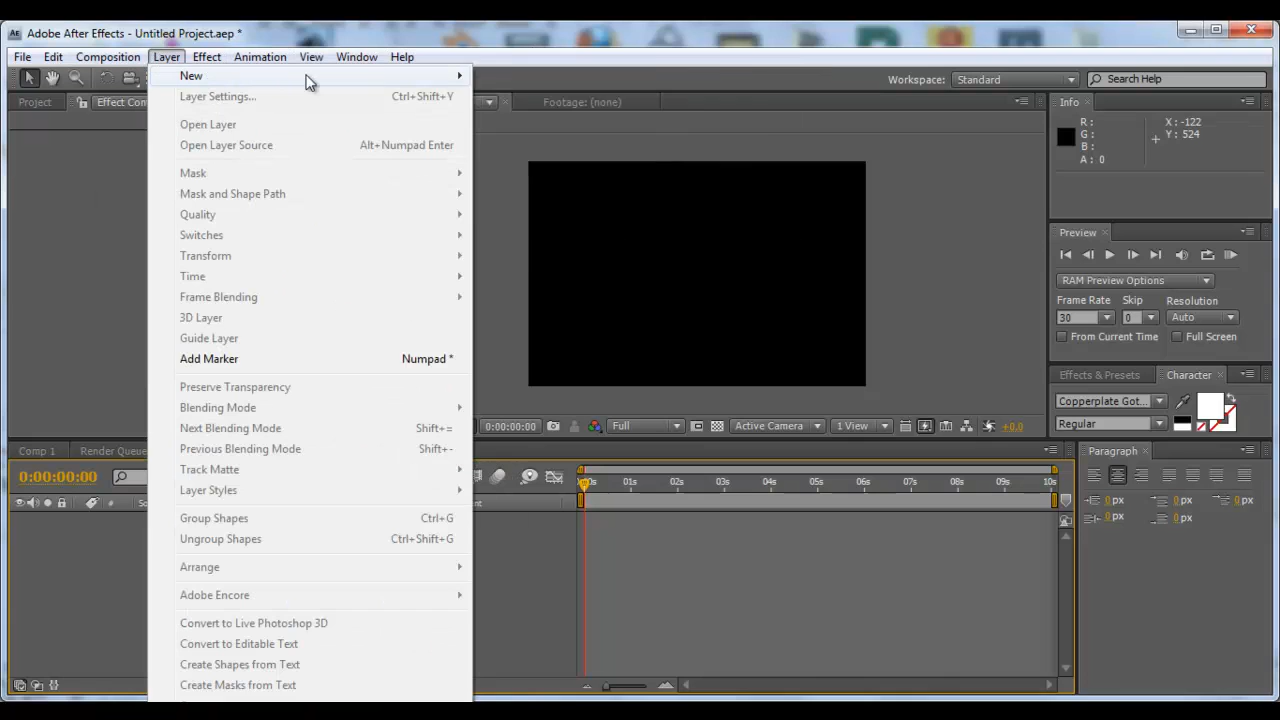 AE Adobe After Effects - Untitled Project.aep *
File Edit Composition Layer Effect Animation View Window Help
Workspace: Standard Search Help
Project Effect Con Footage: (none)
New
Layer Settings... Ctrl+Shift+Y
Open Layer
Open Layer Source Alt+Numpad Enter
Mask
Mask and Shape Path
Quality
Switches
Transform
Time
Frame Blending
3D Layer
Guide Layer
Add Marker Numpad *
Preserve Transparency
Blending Mode
Next Blending Mode Shift+=
Previous Blending Mode Shift+-
Track Matte
Layer Styles
Group Shapes Ctrl+G
Ungroup Shapes Ctrl+Shift+G
Arrange
Adobe Encore
Convert to Live Photoshop 3D
Convert to Editable Text
Create Shapes from Text
Create Masks from Text
Info
R: X: -122
G: Y: 524
B:
A: 0
Preview
RAM Preview Options
Frame Rate Skip Resolution
30 0 Auto
From Current Time Full Screen
Effects & Presets Character
Copperplate Got...
Regular
0:00:00:00 Full Active Camera 1 View +0.0
Comp 1 Render Queue
0:00:00:00
#
01s 02s 03s 04s 05s 06s 07s 08s 09s 10s
Paragraph
0 px 0 px 0 px
0 px 0 px